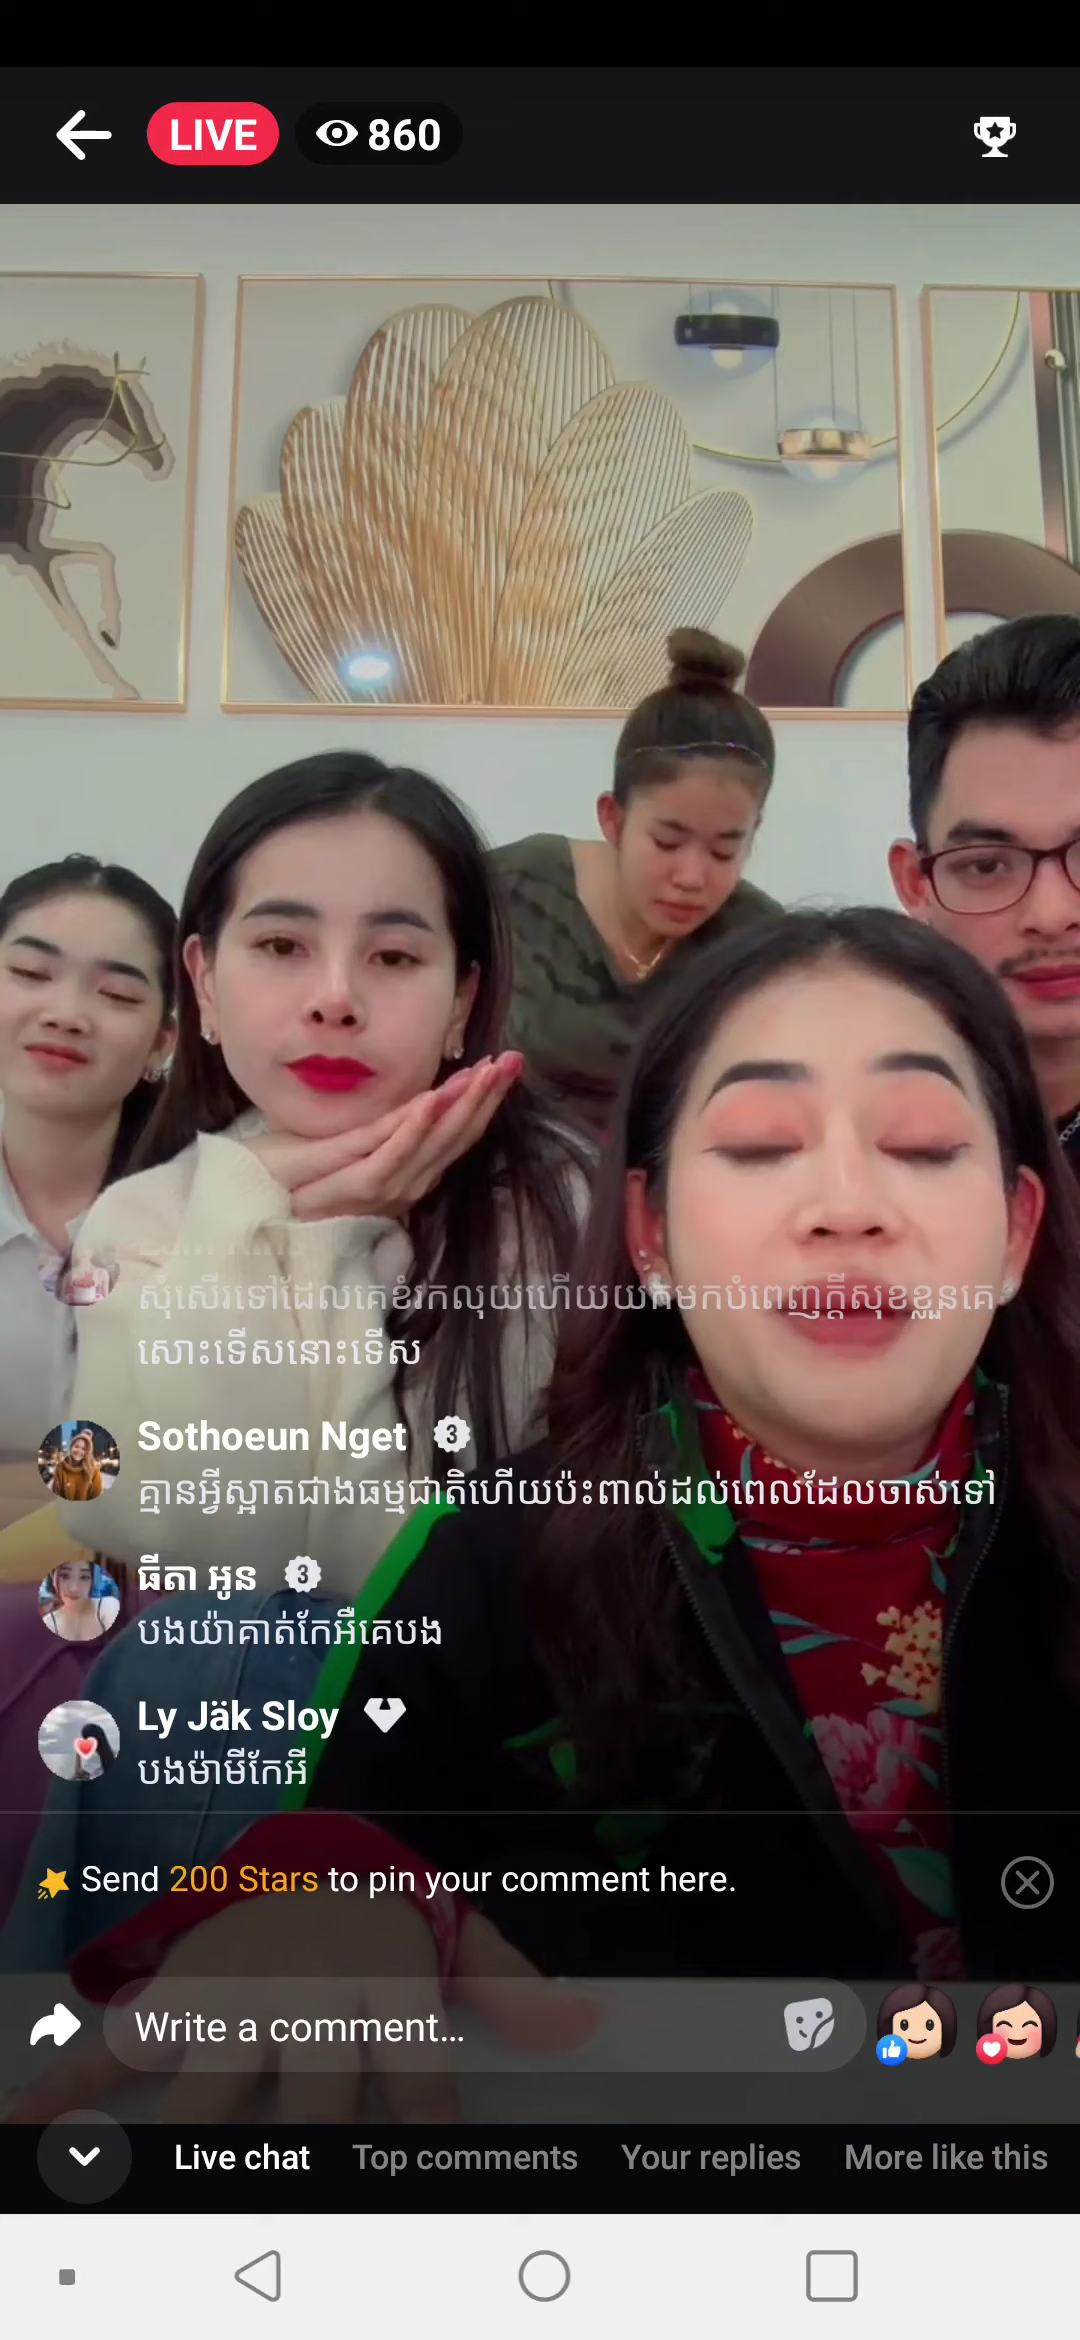 LIVE 860
សុំសើរទៅដែលគេខំរកលុយហើយយកមកបំពេញក្ដីសុខខ្លួនគេ
សោះទើសនោះទើស
Sothoeun Nget 3
គ្មានអ្វីស្អាតជាងធម្មជាតិហើយប៉ះពាល់ដល់ពេលដែលចាស់ទៅ
ធីតា អូន 3
បងយ៉ាគាត់កែអឺគេបង
Ly Jäk Sloy
បងម៉ាមីកែអី
Send 200 Stars to pin your comment here.
Write a comment...
Live chat Top comments Your replies More like this